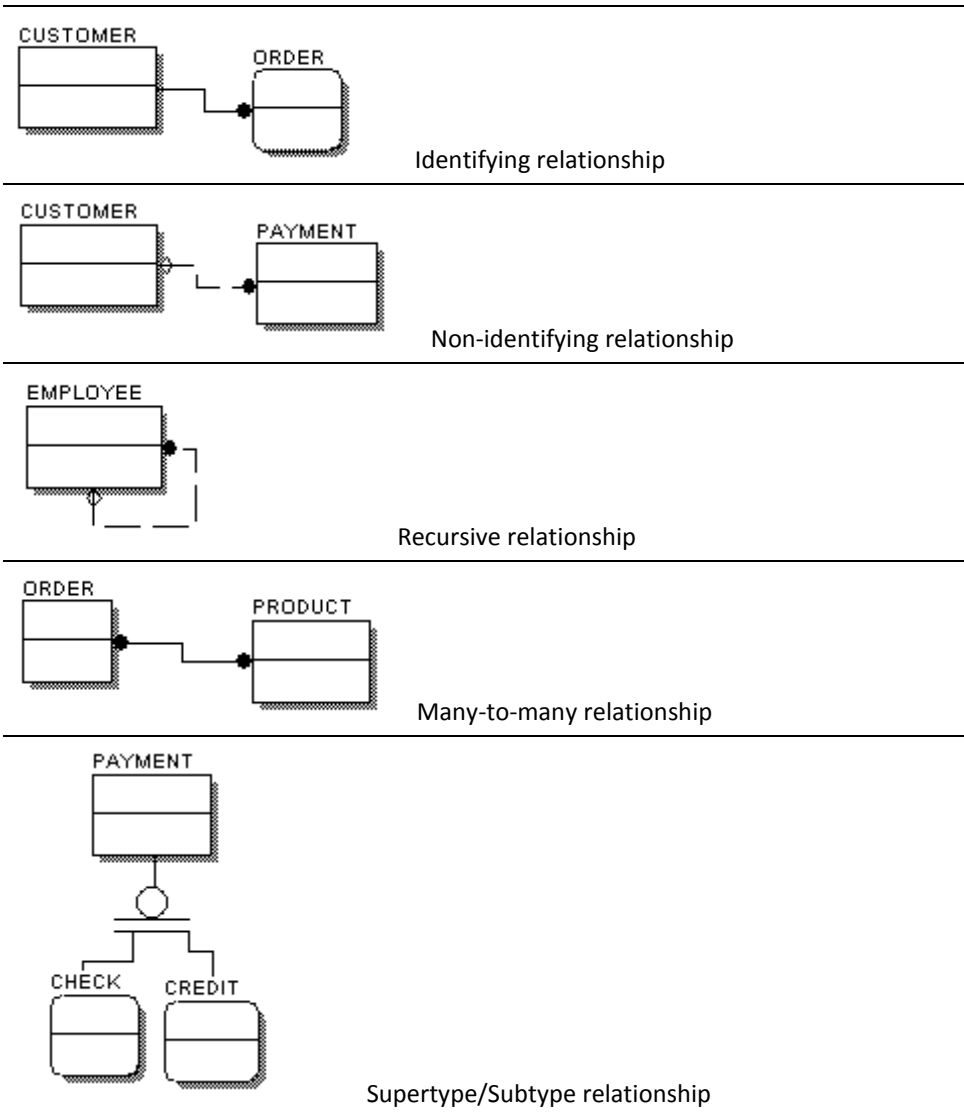 CUSTOMER
ORDER
Identifying relationship
CUSTOMER
PAYMENT
Non-identifying relationship
EMPLOYEE
Recursive relationship
ORDER
PRODUCT
Many-to-many relationship
PAYMENT
CHECK
CREDIT
Supertype/Subtype relationship